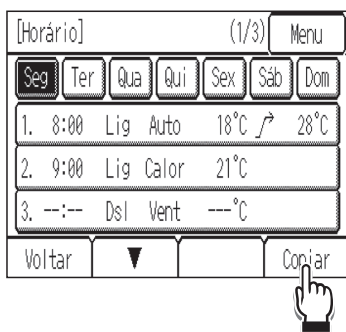 [Horário] (1/3) Menu
Seg Ter Qua Qui Sex Sáb Dom
1. 8:00 Lig Auto 18°C 28°C
2. 9:00 Lig Calor 21°C
3. --:-- Dsl Vent ---°C
Voltar ▼ Copiar